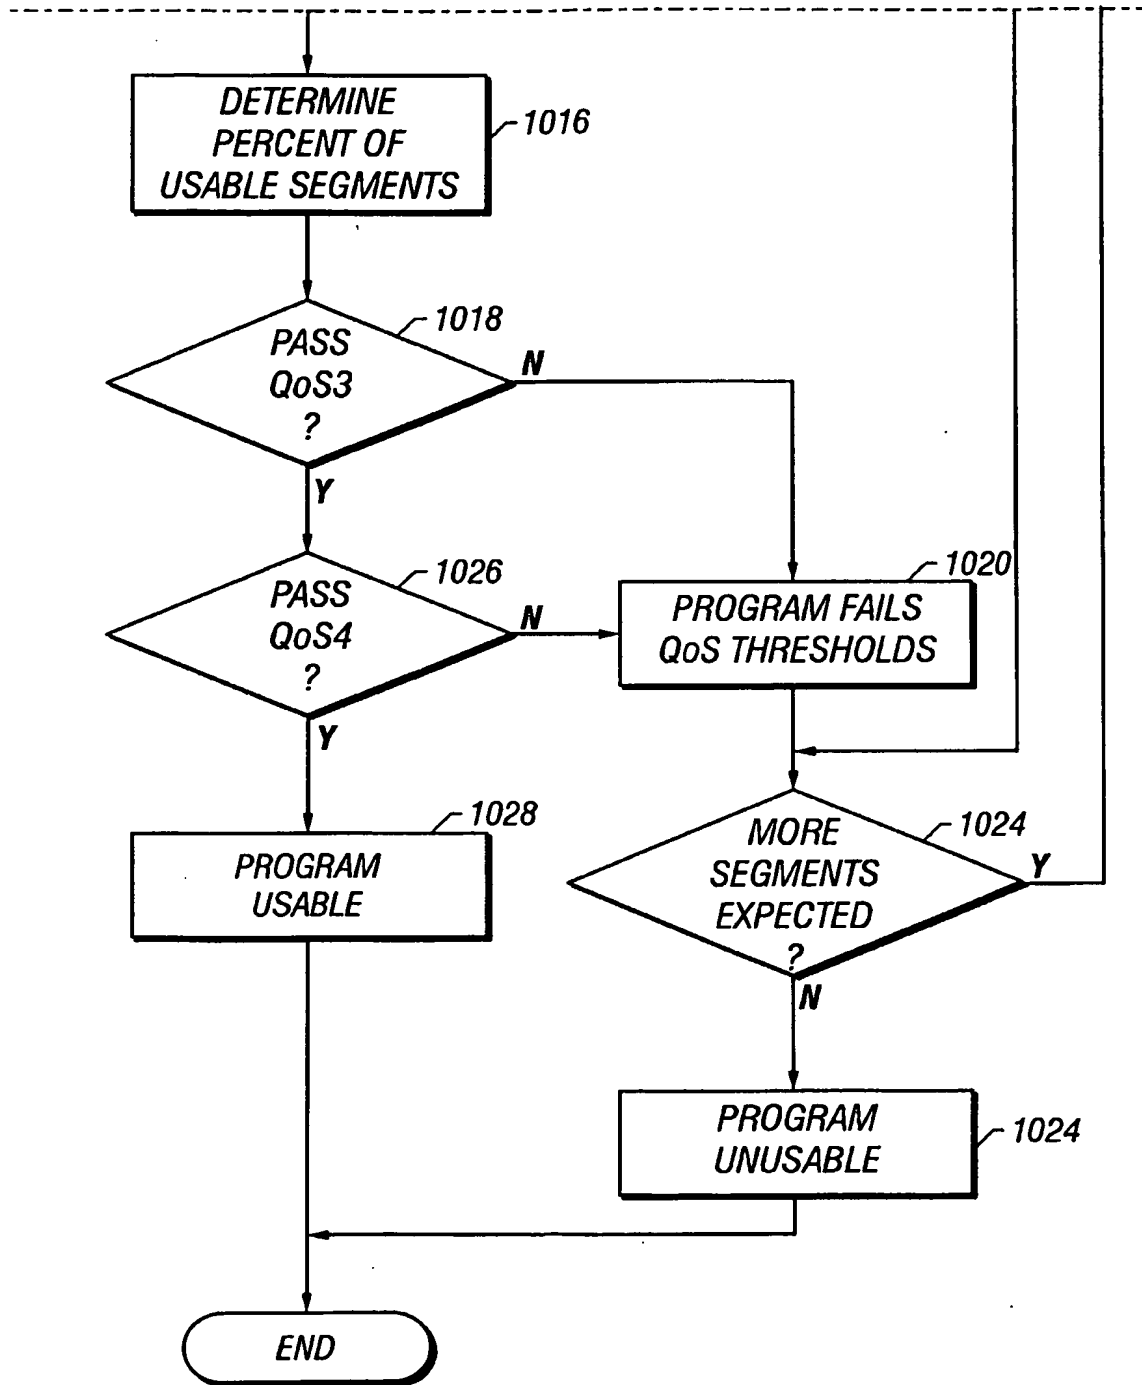 DETERMINE
PERCENT OF
USABLE SEGMENTS
1016
PASS
QoS3
?
1018
N
Y
PASS
QoS4
?
1026
N
Y
PROGRAM FAILS
QoS THRESHOLDS
1020
PROGRAM
USABLE
1028
MORE
SEGMENTS
EXPECTED
?
1024
Y
N
PROGRAM
UNUSABLE
1024
END